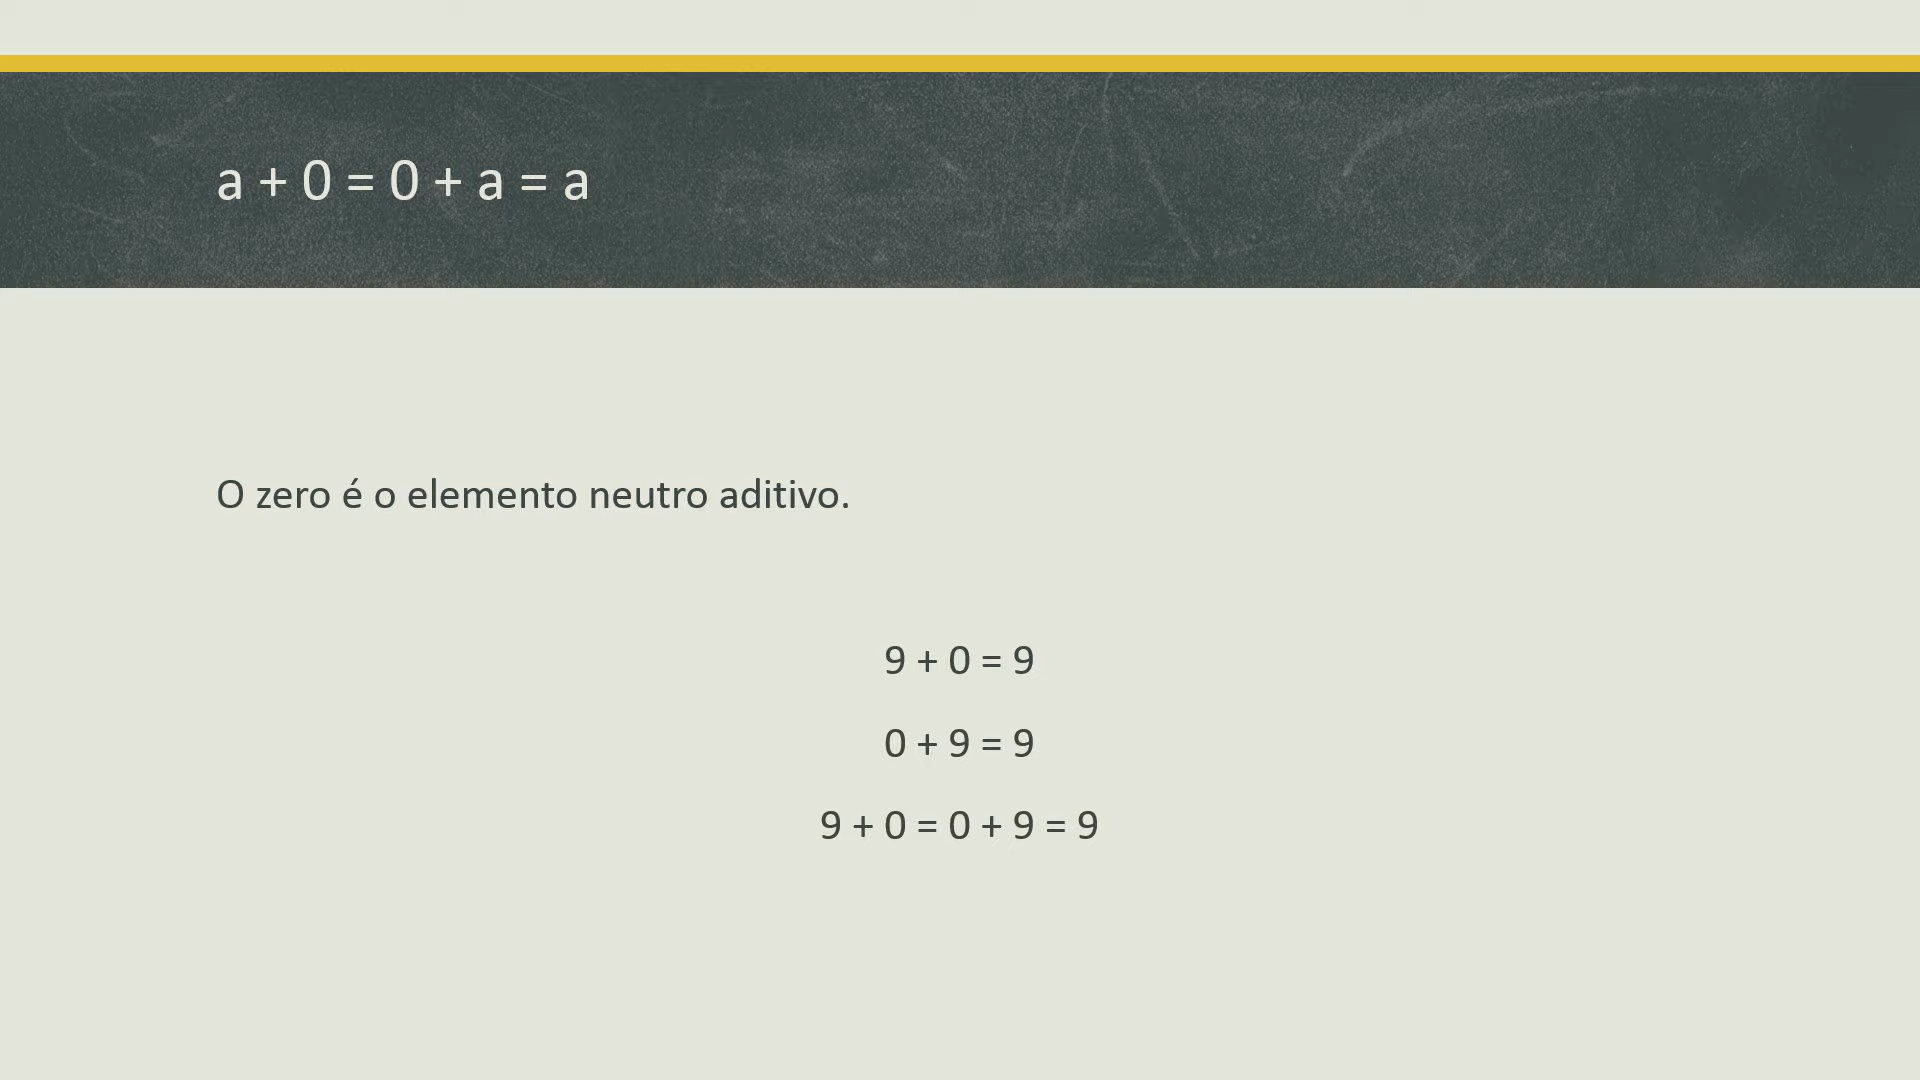 a + 0 = 0 + a = a
O zero é o elemento neutro aditivo.
9 + 0 = 9
0 + 9 = 9
9 + 0 = 0 + 9 = 9